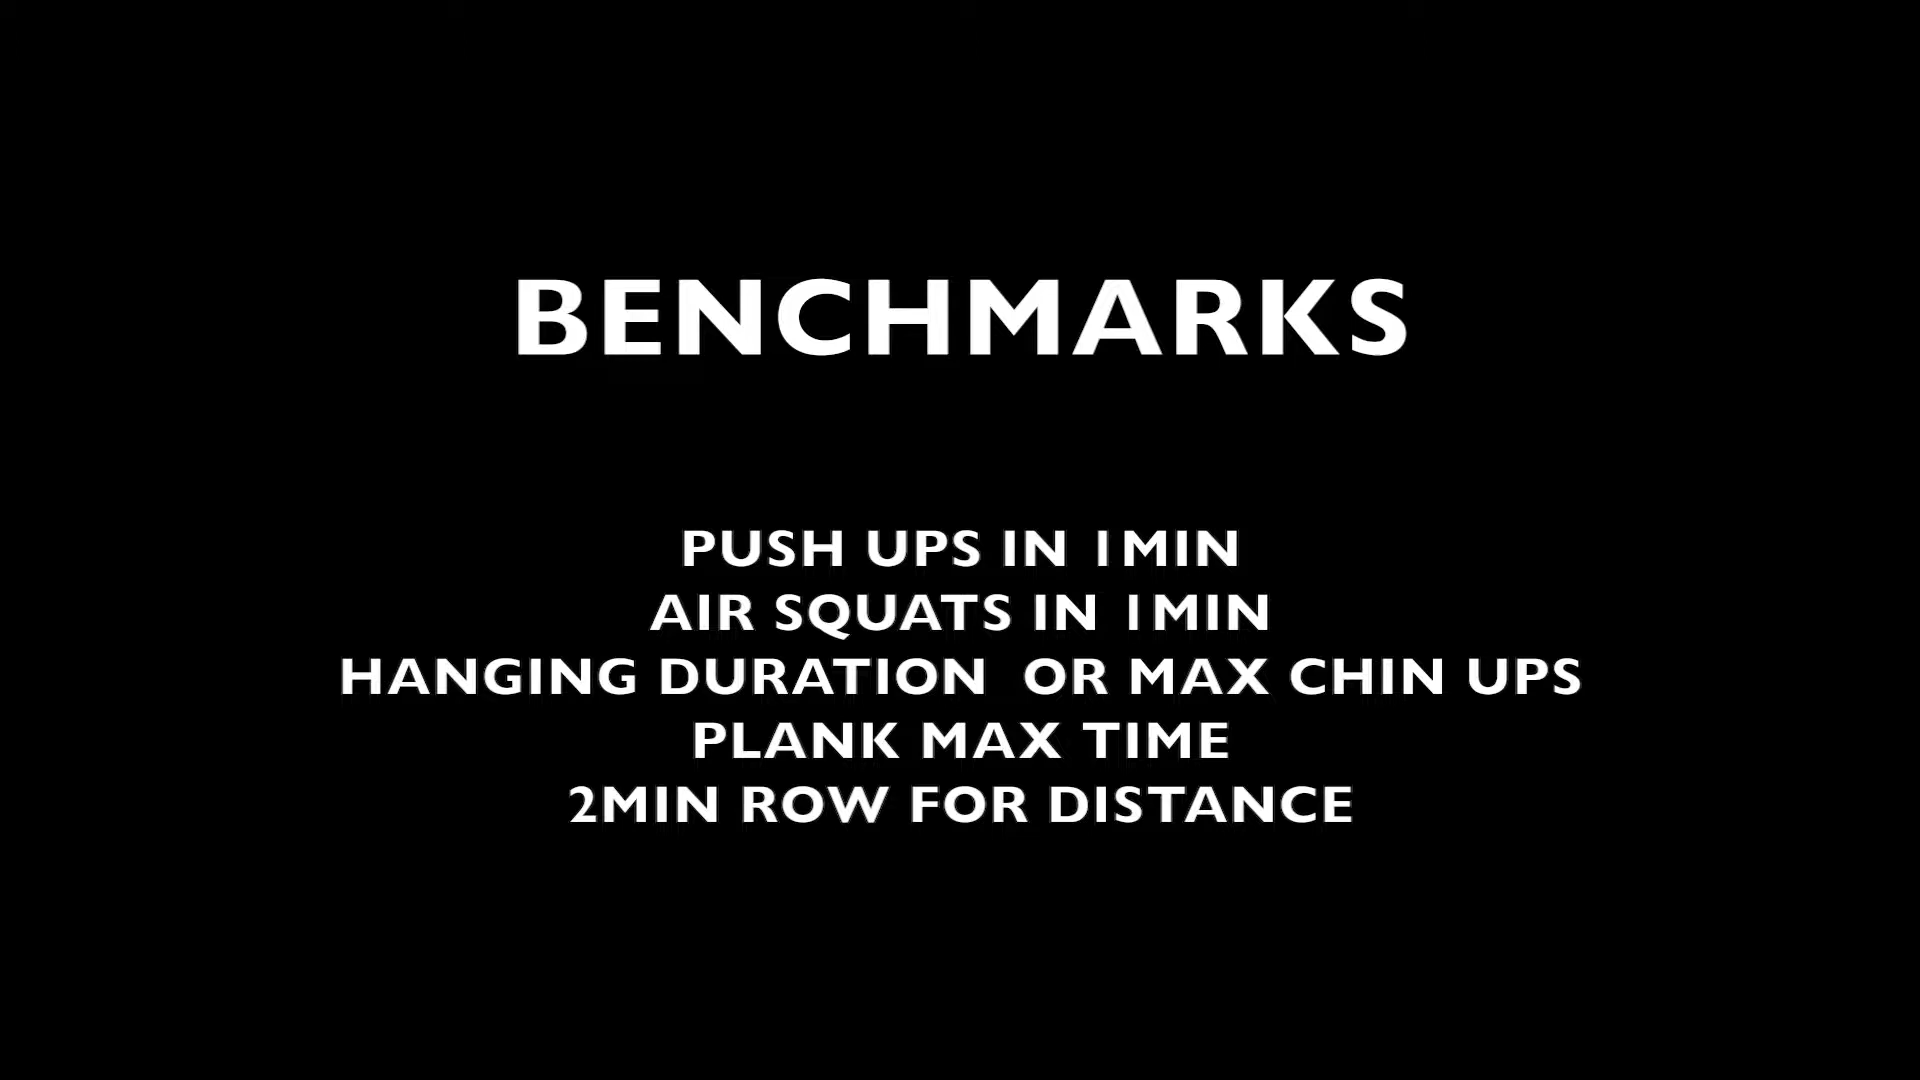 BENCHMARKS
PUSH UPS IN 1MIN
AIR SQUATS IN 1MIN
HANGING DURATION  OR MAX CHIN UPS
PLANK MAX TIME
2MIN ROW FOR DISTANCE